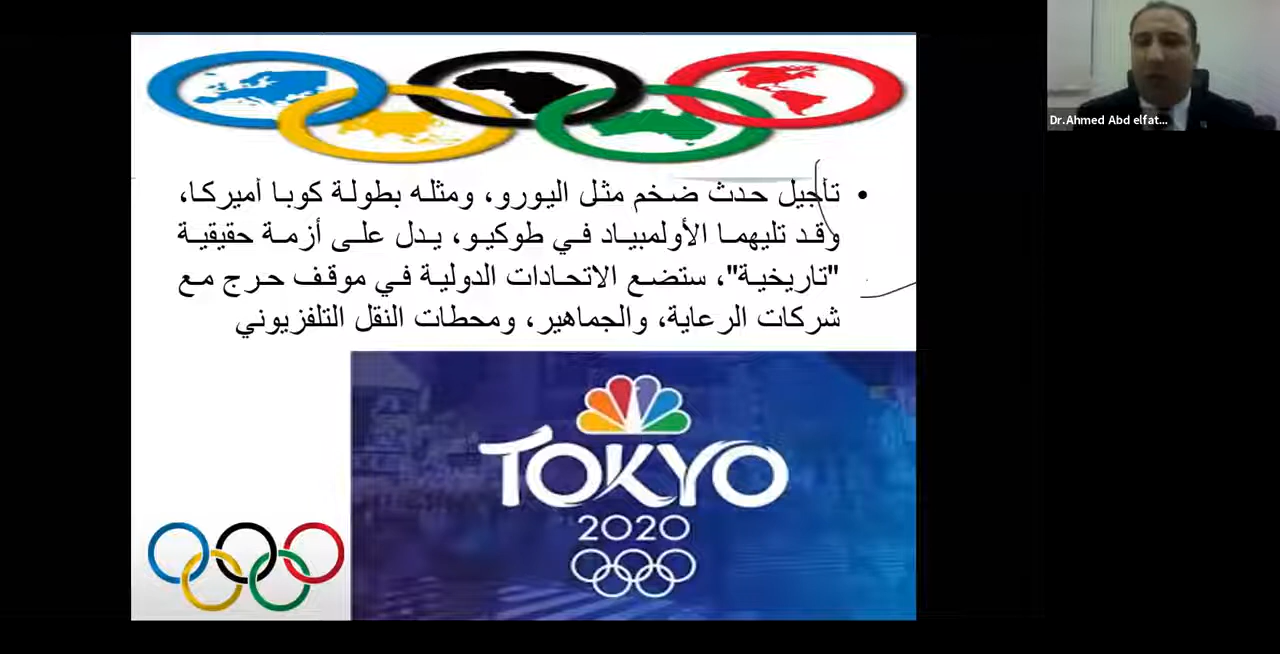 Dr.Ahmed Abd elfat...
• تأجيل حدث ضخم مثل اليورو، ومثله بطولة كوبا أميركا،
وقد تليهما الأولمبياد في طوكيو، يدل على أزمة حقيقية
"تاريخية"، ستضع الاتحادات الدولية في موقف حرج مع
شركات الرعاية، والجماهير، ومحطات النقل التلفزيوني
TOKYO
2020